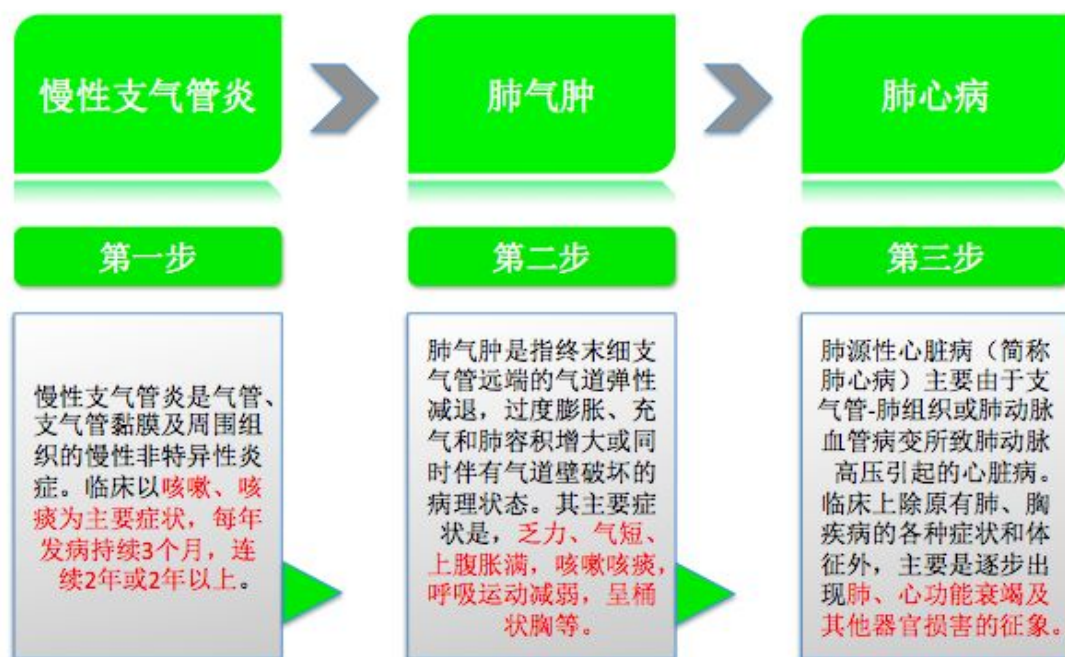 慢性支气管炎
肺气肿
肺心病
第一步
第二步
第三步
慢性支气管炎是气管、
支气管黏膜及周围组
织的慢性非特异性炎
症。临床以咳嗽、咳
痰为主要症状，每年
发病持续3个月，连
续2年或2年以上。
肺气肿是指终末细支
气管远端的气道弹性
减退，过度膨胀、充
气和肺容积增大或同
时伴有气道壁破坏的
病理状态。其主要症
状是，乏力、气短、
上腹胀满，咳嗽咳痰，
呼吸运动减弱，呈桶
状胸等。
肺源性心脏病（简称
肺心病）主要由于支
气管-肺组织或肺动脉
血管病变所致肺动脉
高压引起的心脏病。
临床上除原有肺、胸
疾病的各种症状和体
征外，主要是逐步出
现肺、心功能衰竭及
其他器官损害的征象。